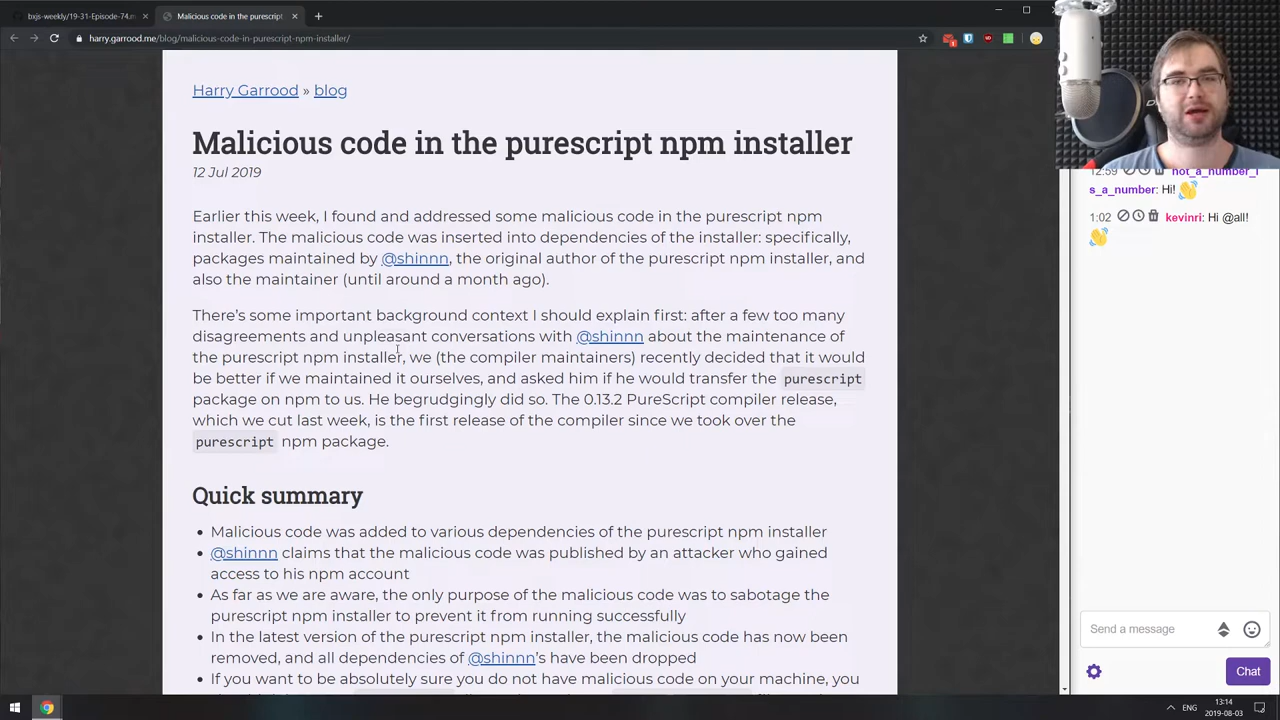 bxjs-weekly/19-31-Episode-74.m
Malicious code in the purescript
harry.garrood.me/blog/malicious-code-in-purescript-npm-installer/
Harry Garrood » blog
Malicious code in the purescript npm installer
12 Jul 2019
Earlier this week, I found and addressed some malicious code in the purescript npm
installer. The malicious code was inserted into dependencies of the installer: specifically,
packages maintained by @shinnn, the original author of the purescript npm installer, and
also the maintainer (until around a month ago).
There's some important background context I should explain first: after a few too many
disagreements and unpleasant conversations with @shinnn about the maintenance of
the purescript npm installer, we (the compiler maintainers) recently decided that it would
be better if we maintained it ourselves, and asked him if he would transfer the purescript
package on npm to us. He begrudgingly did so. The 0.13.2 PureScript compiler release,
which we cut last week, is the first release of the compiler since we took over the
purescript npm package.
Quick summary
• Malicious code was added to various dependencies of the purescript npm installer
• @shinnn claims that the malicious code was published by an attacker who gained
access to his npm account
• As far as we are aware, the only purpose of the malicious code was to sabotage the
purescript npm installer to prevent it from running successfully
• In the latest version of the purescript npm installer, the malicious code has now been
removed, and all dependencies of @shinnn's have been dropped
• If you want to be absolutely sure you do not have malicious code on your machine, you
12:59 not_a_number_i
s_a_number: Hi!
1:02 kevinri: Hi @all!
Send a message
Chat
ENG
13:14
2019-08-03